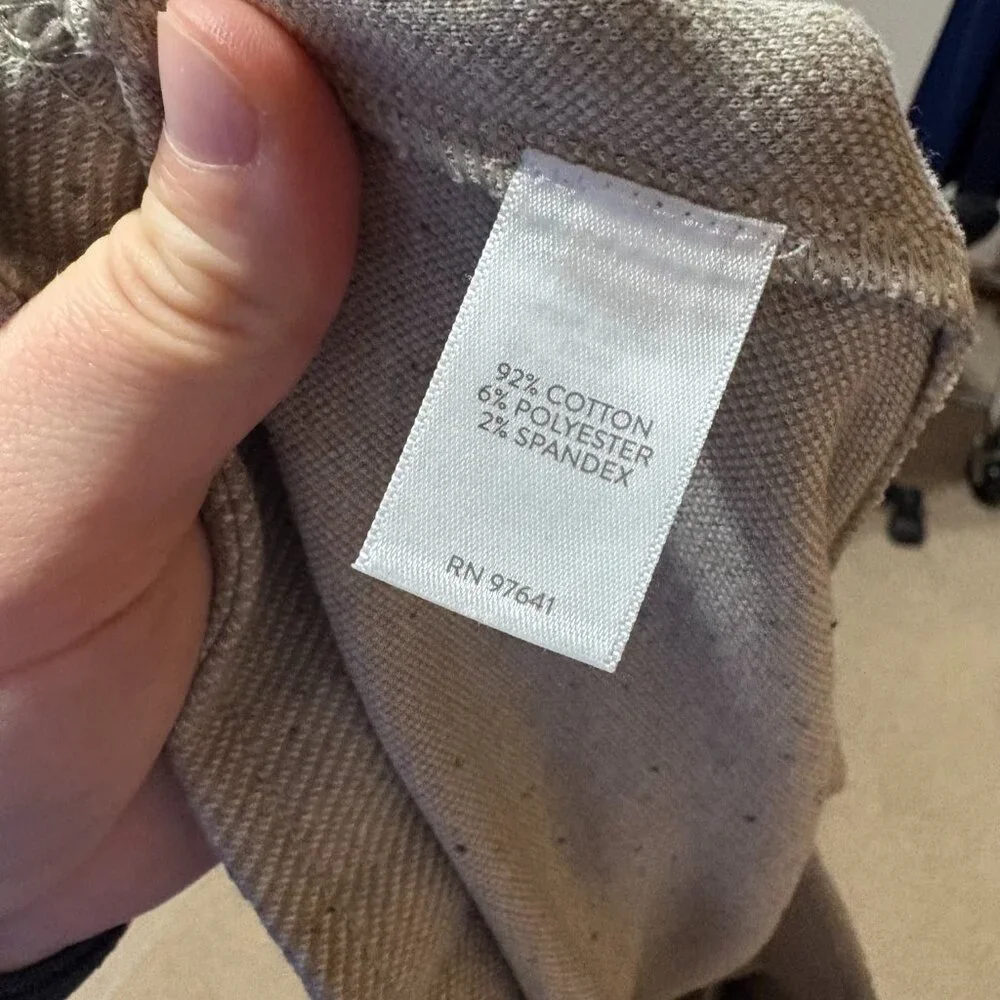 92% COTTON
6% POLYESTER
2% SPANDEX
RN 97641